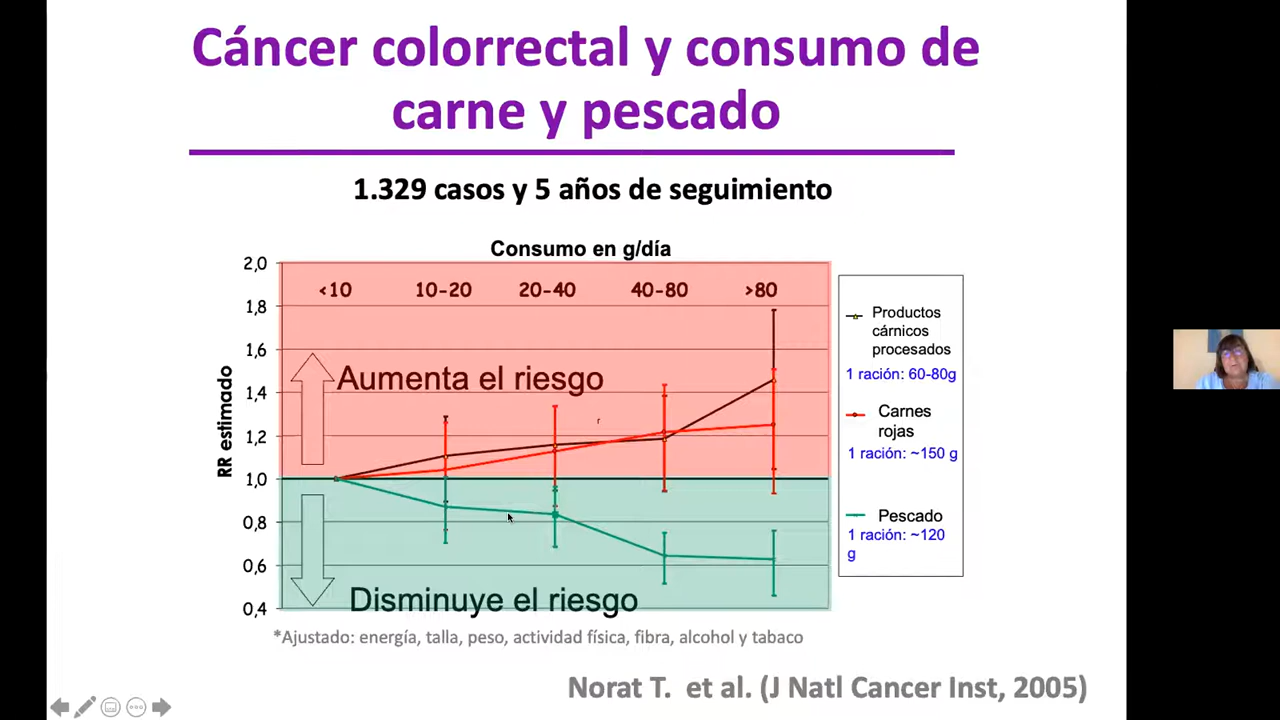 Cáncer colorrectal y consumo de
carne y pescado
1.329 casos y 5 años de seguimiento
Consumo en g/día
2,0
<10 10-20 20-40 40-80 >80
1,8
1,6
Aumenta el riesgo
1,4
1,2
1,0
0,8
0,6
Disminuye el riesgo
0,4
RR estimado
Productos
cárnicos
procesados
1 ración: 60-80g
Carnes
rojas
1 ración: ~150 g
Pescado
1 ración: ~120
g
*Ajustado: energía, talla, peso, actividad física, fibra, alcohol y tabaco
Norat T. et al. (J Natl Cancer Inst, 2005)